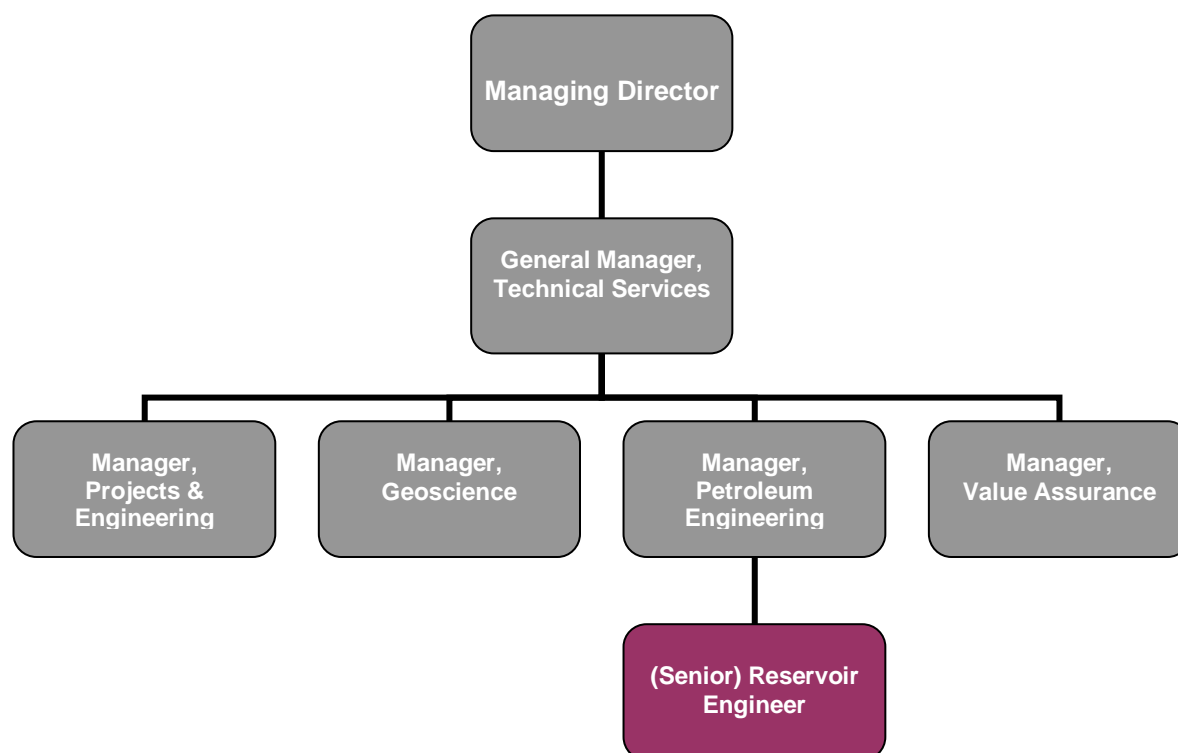 Managing Director
General Manager,
Technical Services
Manager,
Projects &
Engineering
Manager,
Geoscience
Manager,
Petroleum
Engineering
Manager,
Value Assurance
(Senior) Reservoir
Engineer